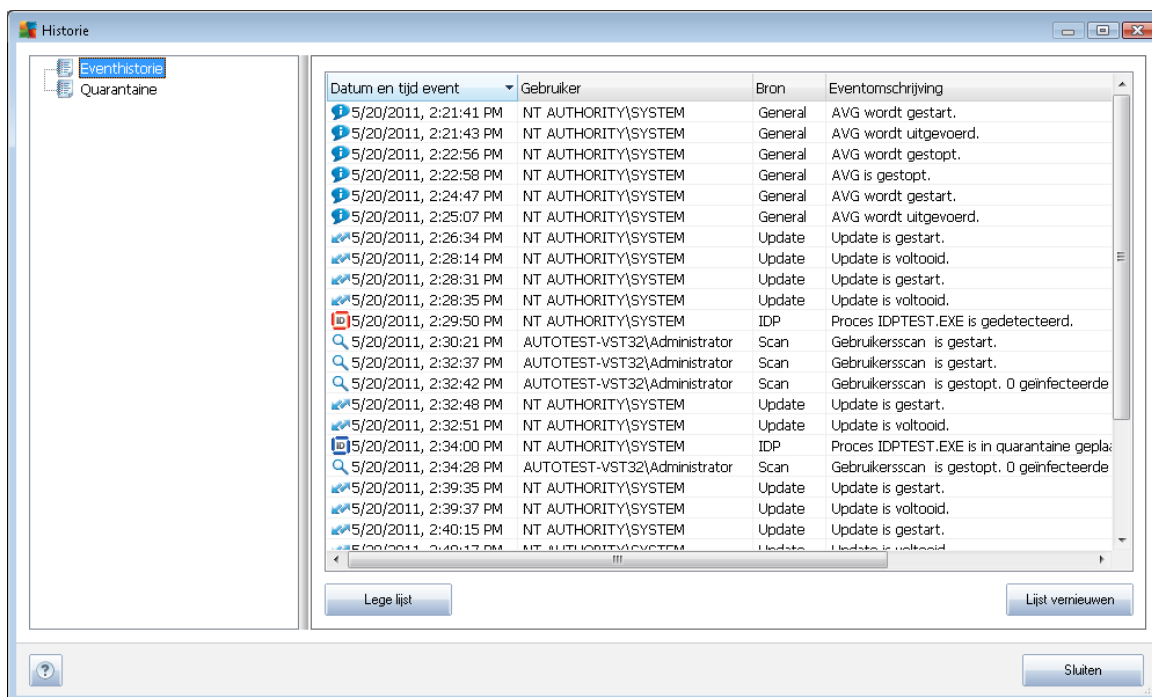 Historie
Eventhistorie
Quarantaine
Datum en tijd event Gebruiker Bron Eventomschrijving
5/20/2011, 2:21:41 PM NT AUTHORITY\SYSTEM General AVG wordt gestart.
5/20/2011, 2:21:43 PM NT AUTHORITY\SYSTEM General AVG wordt uitgevoerd.
5/20/2011, 2:22:56 PM NT AUTHORITY\SYSTEM General AVG wordt gestopt.
5/20/2011, 2:22:58 PM NT AUTHORITY\SYSTEM General AVG is gestopt.
5/20/2011, 2:24:47 PM NT AUTHORITY\SYSTEM General AVG wordt gestart.
5/20/2011, 2:25:07 PM NT AUTHORITY\SYSTEM General AVG wordt uitgevoerd.
5/20/2011, 2:26:34 PM NT AUTHORITY\SYSTEM Update Update is gestart.
5/20/2011, 2:28:14 PM NT AUTHORITY\SYSTEM Update Update is voltooid.
5/20/2011, 2:28:31 PM NT AUTHORITY\SYSTEM Update Update is gestart.
5/20/2011, 2:28:35 PM NT AUTHORITY\SYSTEM Update Update is voltooid.
5/20/2011, 2:29:50 PM NT AUTHORITY\SYSTEM IDP Proces IDPTEST.EXE is gedetecteerd.
5/20/2011, 2:30:21 PM AUTOTEST-VST32\Administrator Scan Gebruikersscan is gestart.
5/20/2011, 2:32:37 PM AUTOTEST-VST32\Administrator Scan Gebruikersscan is gestart.
5/20/2011, 2:32:42 PM AUTOTEST-VST32\Administrator Scan Gebruikersscan is gestopt. 0 geïnfecteerde
5/20/2011, 2:32:48 PM NT AUTHORITY\SYSTEM Update Update is gestart.
5/20/2011, 2:32:51 PM NT AUTHORITY\SYSTEM Update Update is voltooid.
5/20/2011, 2:34:00 PM NT AUTHORITY\SYSTEM IDP Proces IDPTEST.EXE is in quarantaine gepla
5/20/2011, 2:34:28 PM AUTOTEST-VST32\Administrator Scan Gebruikersscan is gestopt. 0 geïnfecteerde
5/20/2011, 2:39:35 PM NT AUTHORITY\SYSTEM Update Update is gestart.
5/20/2011, 2:39:37 PM NT AUTHORITY\SYSTEM Update Update is voltooid.
5/20/2011, 2:40:15 PM NT AUTHORITY\SYSTEM Update Update is gestart.
5/20/2011, 2:40:17 PM NT AUTHORITY\SYSTEM Update Update is voltooid.
Lege lijst Lijst vernieuwen
Sluiten